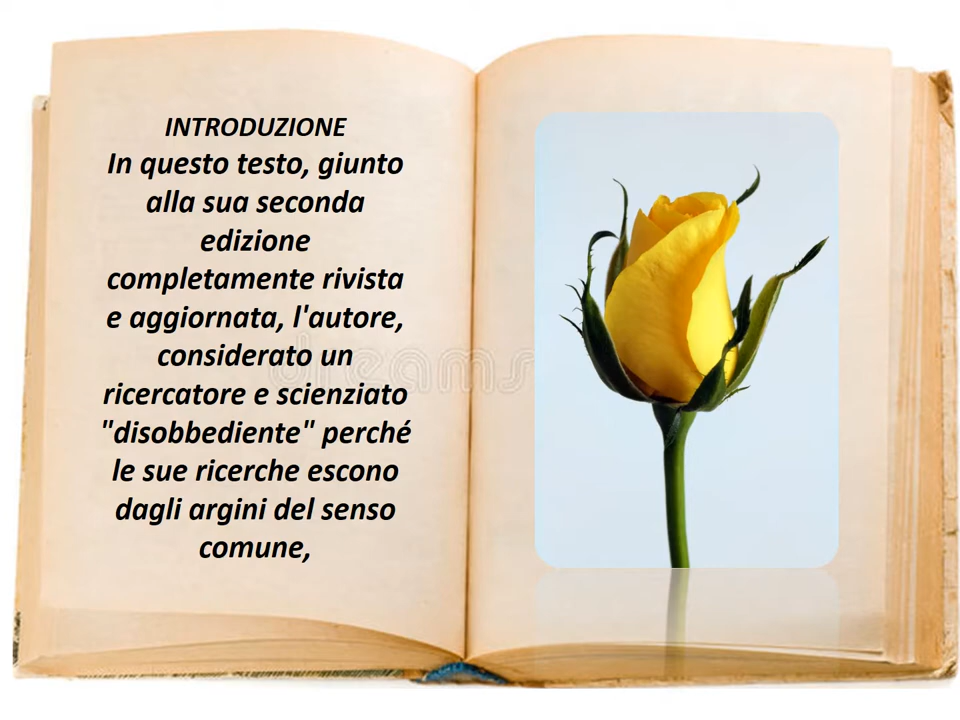 INTRODUZIONE
In questo testo, giunto
alla sua seconda
edizione
completamente rivista
e aggiornata, l'autore,
considerato un
ricercatore e scienziato
"disobbediente" perché
le sue ricerche escono
dagli argini del senso
comune,
dreams